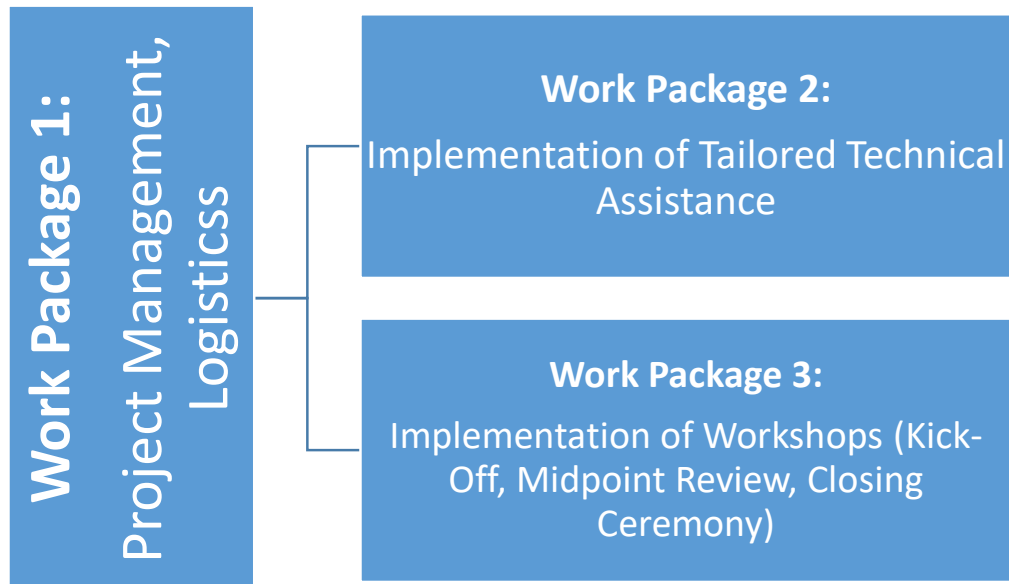 Work Package 1:
Project Management,
Logisticss
Work Package 2:
Implementation of Tailored Technical
Assistance
Work Package 3:
Implementation of Workshops (Kick-
Off, Midpoint Review, Closing
Ceremony)